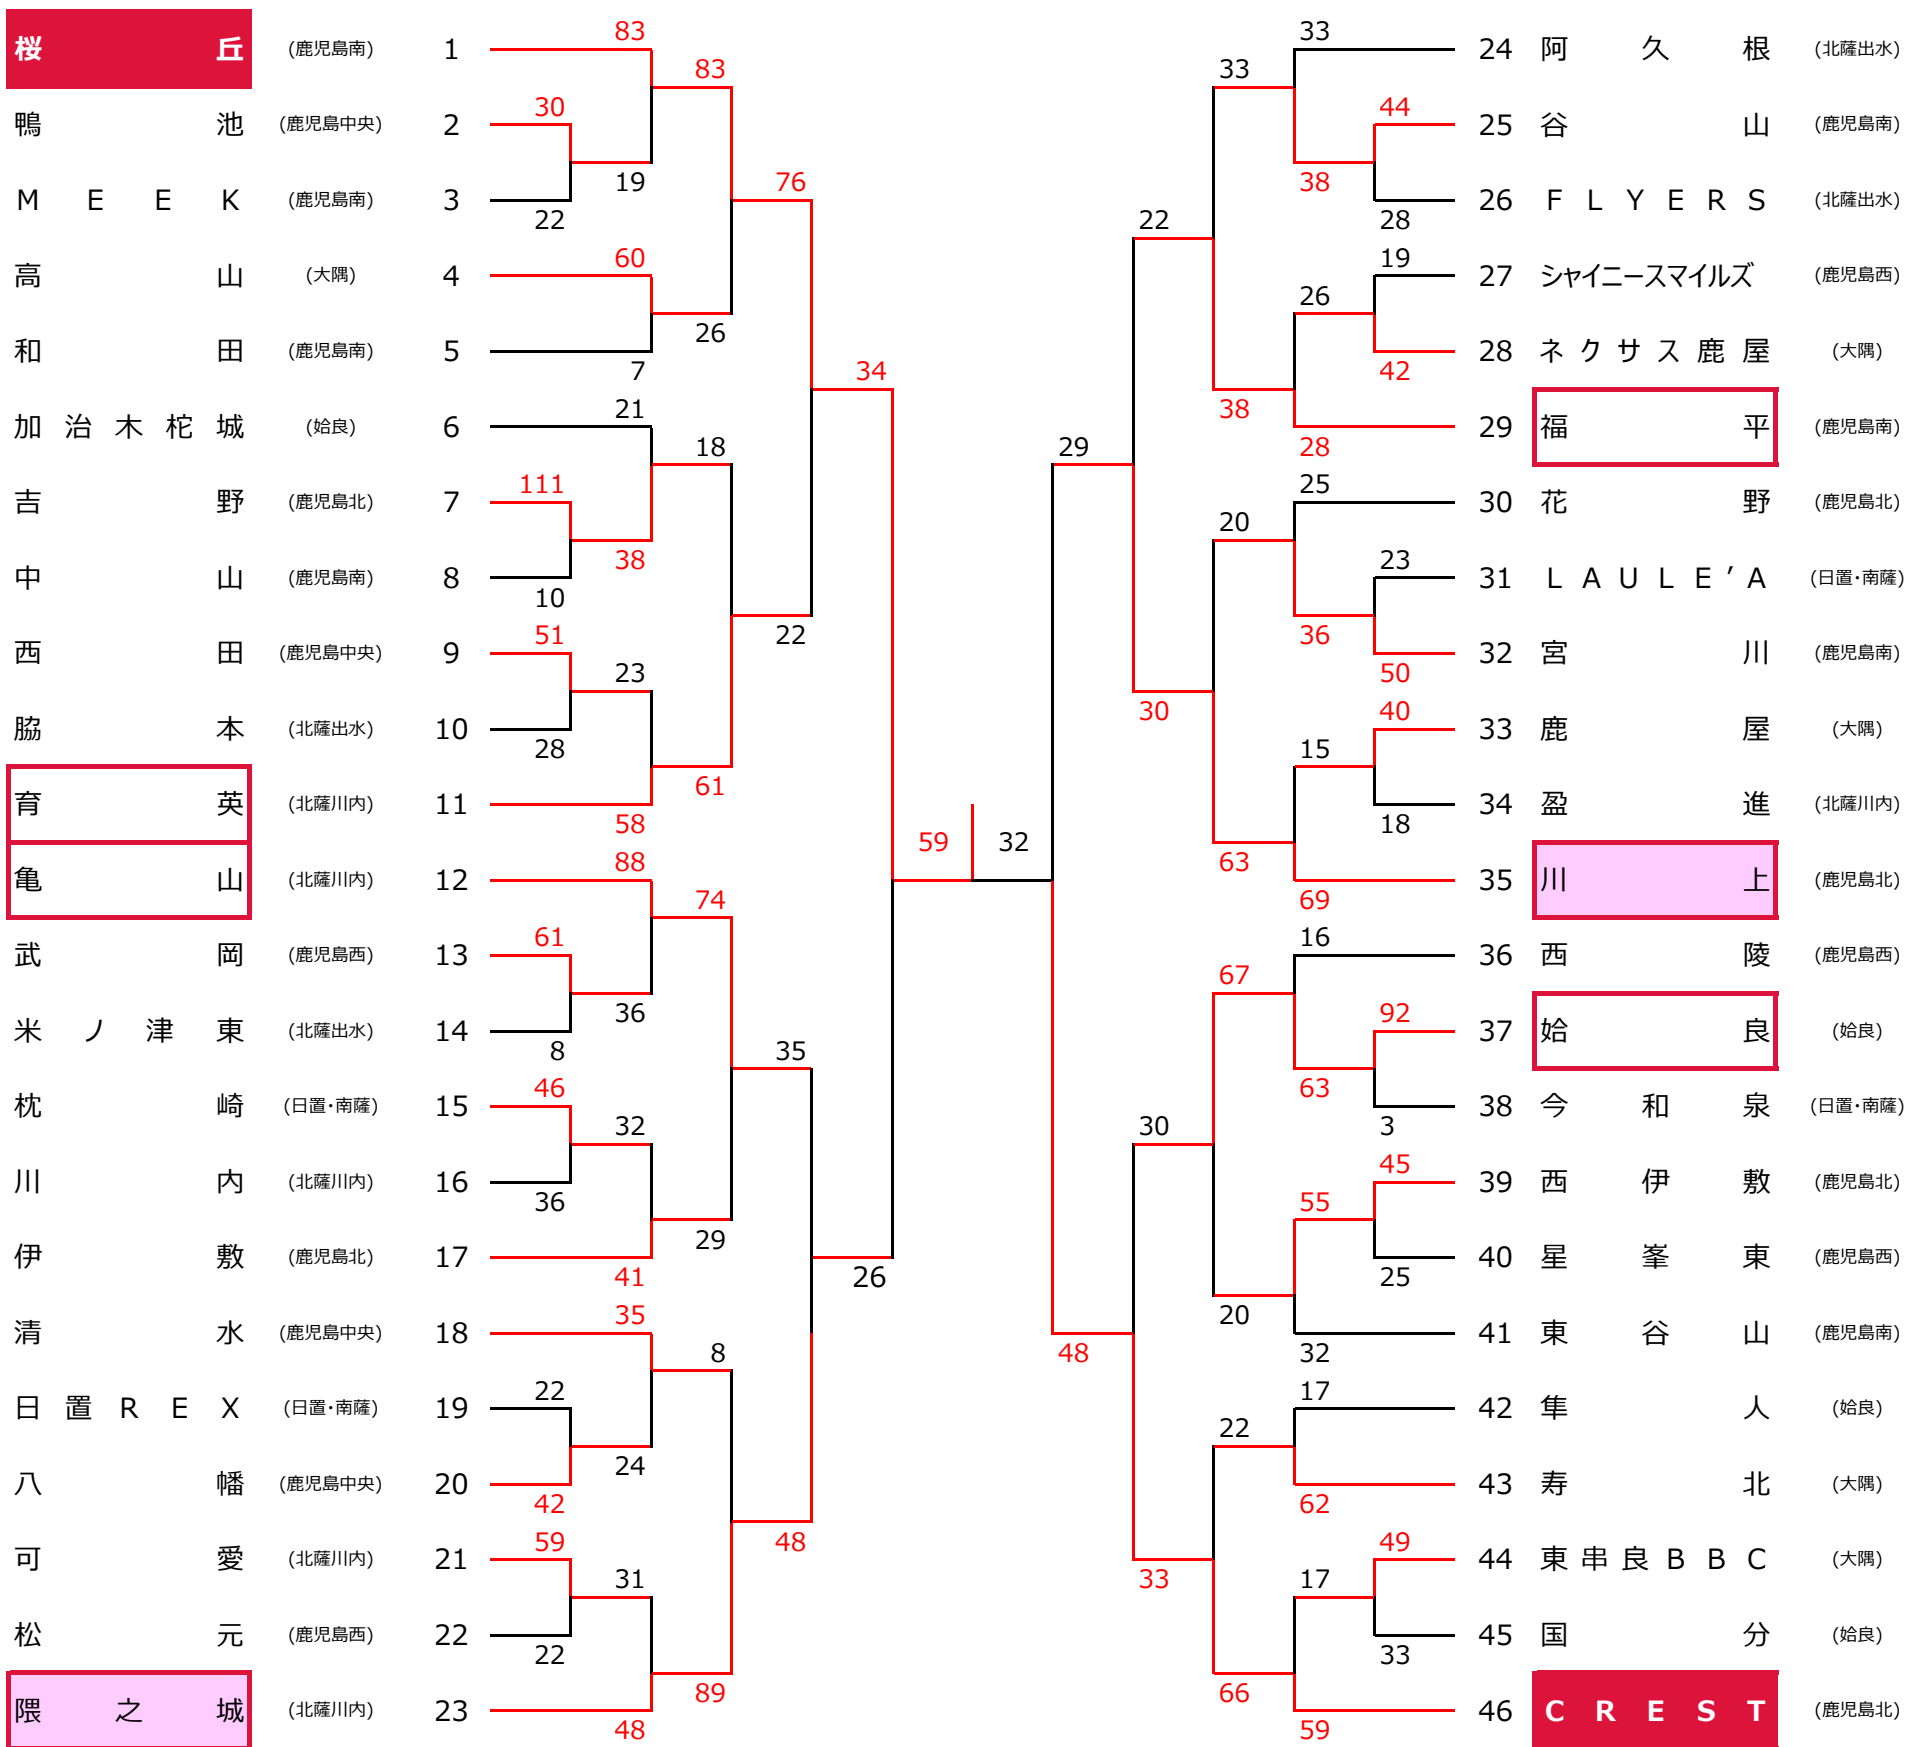 桜丘 (鹿児島南) 1
鴨池 (鹿児島中央) 2
MEEK (鹿児島南) 3
高山 (大隅) 4
和田 (鹿児島南) 5
加治木柁城 (姶良) 6
吉野 (鹿児島北) 7
中山 (鹿児島南) 8
西田 (鹿児島中央) 9
脇本 (北薩出水) 10
育英 (北薩川内) 11
亀山 (北薩川内) 12
武岡 (鹿児島西) 13
米ノ津東 (北薩出水) 14
枕崎 (日置・南薩) 15
川内 (北薩川内) 16
伊敷 (鹿児島北) 17
清水 (鹿児島中央) 18
日置REX (日置・南薩) 19
八幡 (鹿児島中央) 20
可愛 (北薩川内) 21
松元 (鹿児島西) 22
隈之城 (北薩川内) 23
30
22
111
10
51
28
61
8
46
36
22
42
59
22
83
19
60
7
21
38
23
58
88
36
32
41
35
24
31
48
83
26
18
61
74
29
8
89
76
22
35
48
34
26
59
32
29
48
22
30
30
33
33
38
20
63
67
20
22
66
33
38
26
28
25
36
15
69
16
63
55
32
17
62
17
59
44
28
19
42
23
50
40
18
92
3
45
25
49
33
24 阿久根 (北薩出水)
25 谷山 (鹿児島南)
26 FLYERS (北薩出水)
27 シャイニースマイルズ (鹿児島西)
28 ネクサス鹿屋 (大隅)
29 福平 (鹿児島南)
30 花野 (鹿児島北)
31 LAULE'A (日置・南薩)
32 宮川 (鹿児島南)
33 鹿屋 (大隅)
34 盈進 (北薩川内)
35 川上 (鹿児島北)
36 西陵 (鹿児島西)
37 姶良 (姶良)
38 今和泉 (日置・南薩)
39 西伊敷 (鹿児島北)
40 星峯東 (鹿児島西)
41 東谷山 (鹿児島南)
42 隼人 (姶良)
43 寿北 (大隅)
44 東串良BBC (大隅)
45 国分 (姶良)
46 CREST (鹿児島北)